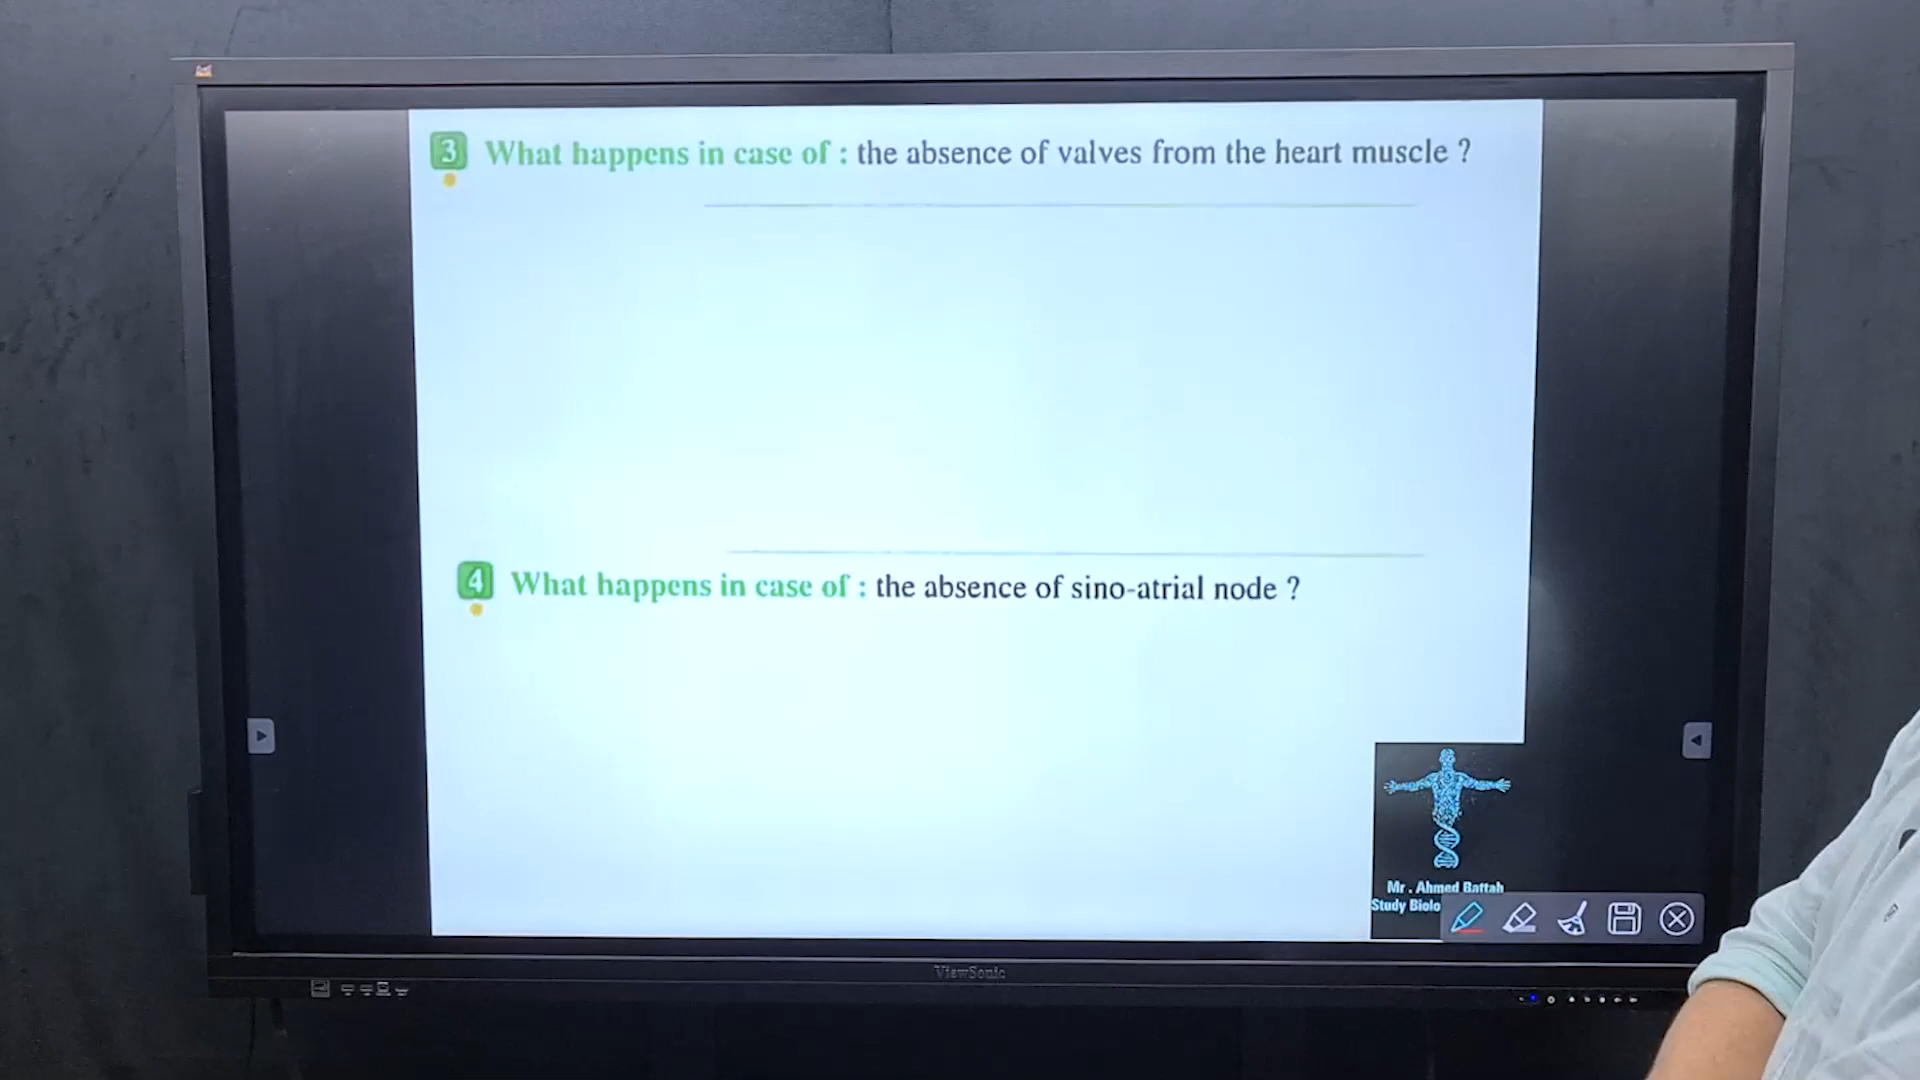 3 What happens in case of : the absence of valves from the heart muscle ?
4 What happens in case of : the absence of sino-atrial node ?
Mr . Ahmed Battah
Study Biolo
ViewSonic